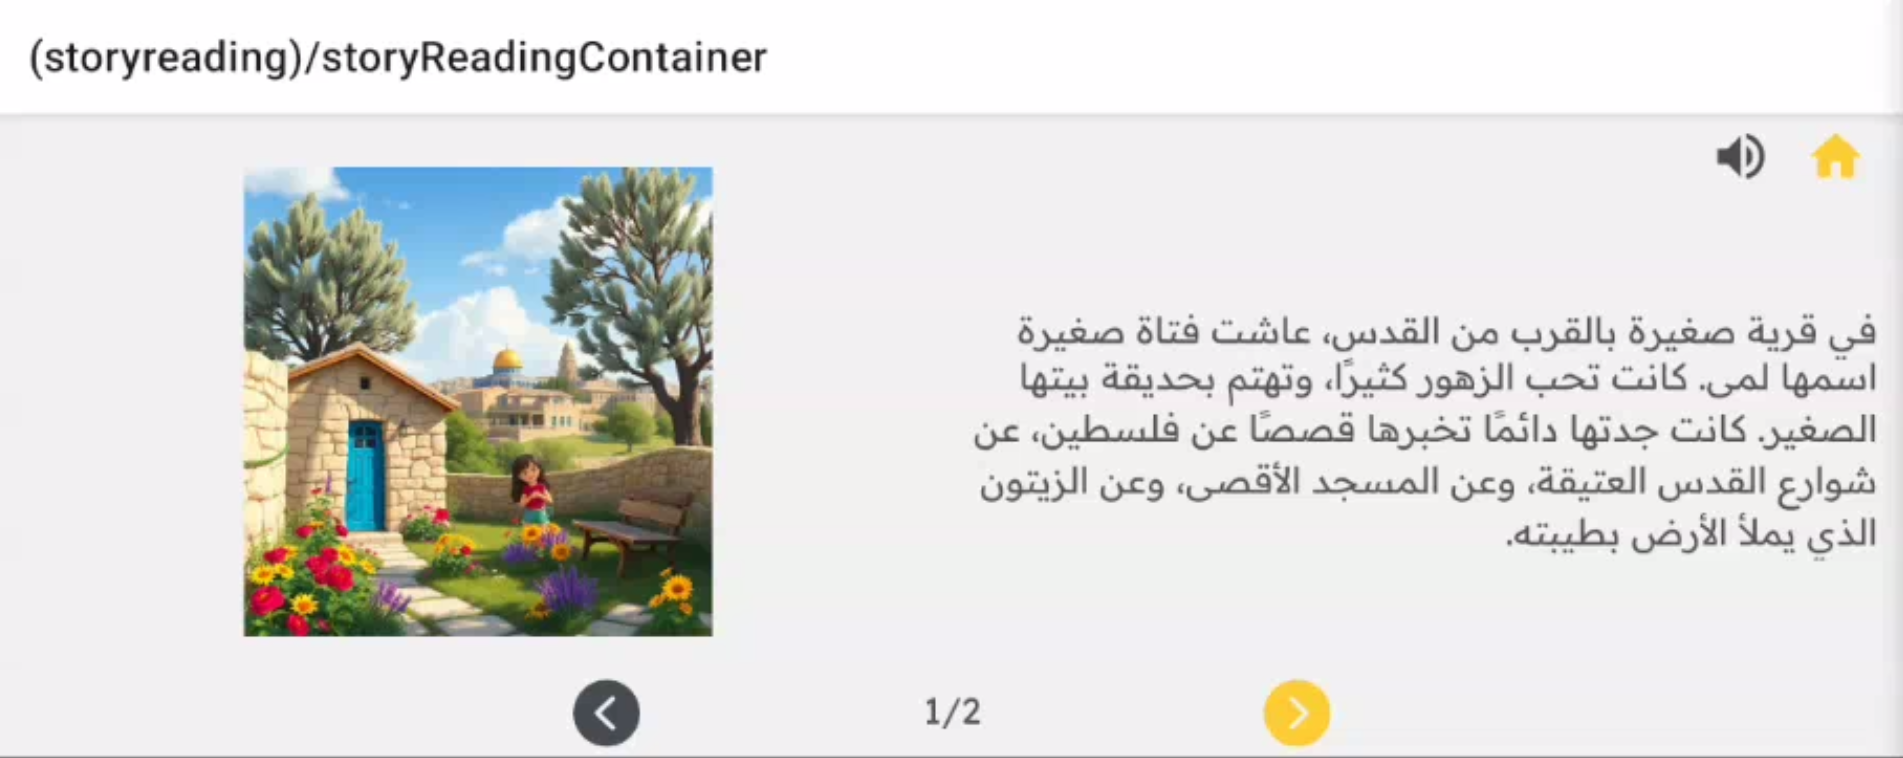 (storyreading)/storyReadingContainer
في قرية صغيرة بالقرب من القدس، عاشت فتاة صغيرة
اسمها لمى. كانت تحب الزهور كثيرًا، وتهتم بحديقة بيتها
الصغير. كانت جدتها دائمًا تخبرها قصصًا عن فلسطين، عن
شوارع القدس العتيقة، وعن المسجد الأقصى، وعن الزيتون
الذي يملأ الأرض بطيبته.
1/2